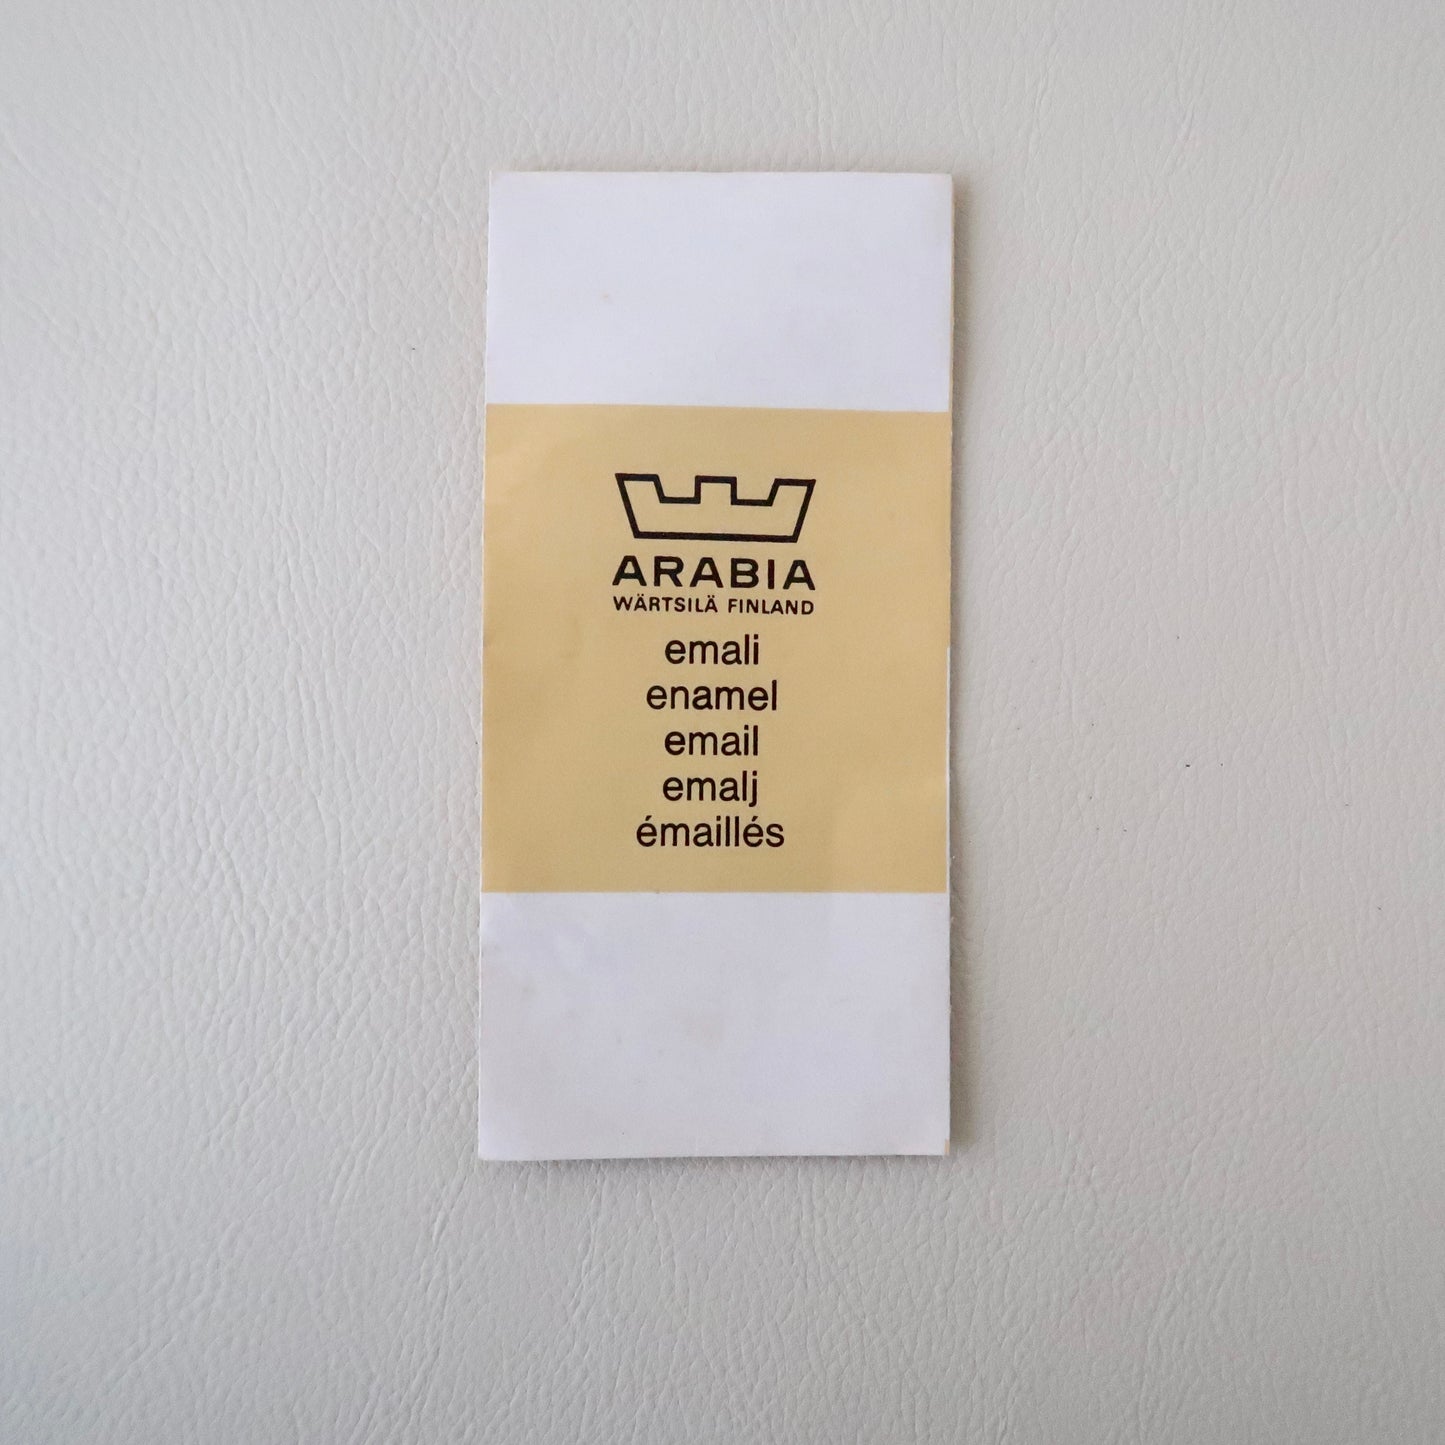 ARABIA
WÄRTSILÄ FINLAND
emali
enamel
email
emalj
émaillés